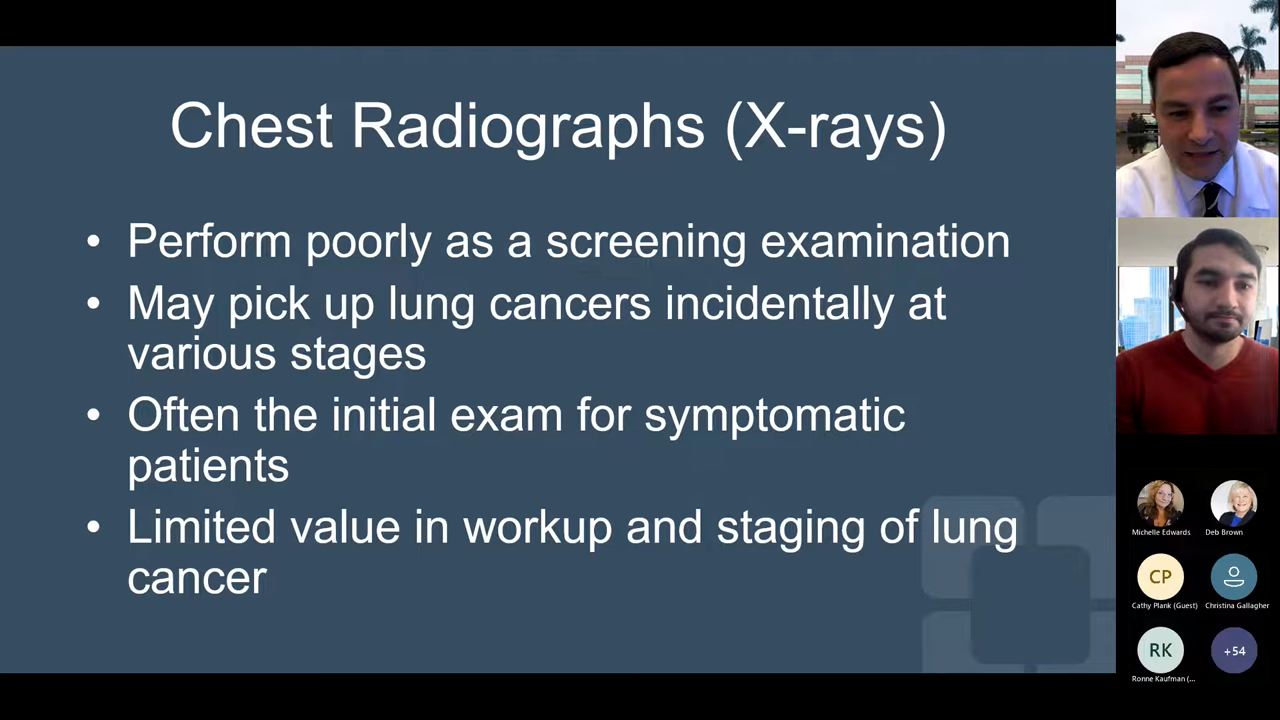 Chest Radiographs (X-rays)
• Perform poorly as a screening examination
• May pick up lung cancers incidentally at
various stages
• Often the initial exam for symptomatic
patients
• Limited value in workup and staging of lung
cancer
Michelle Edwards
Deb Brown
CP
Cathy Plank (Guest)
Christina Gallagher
RK
Ronne Kaufman (...
+54